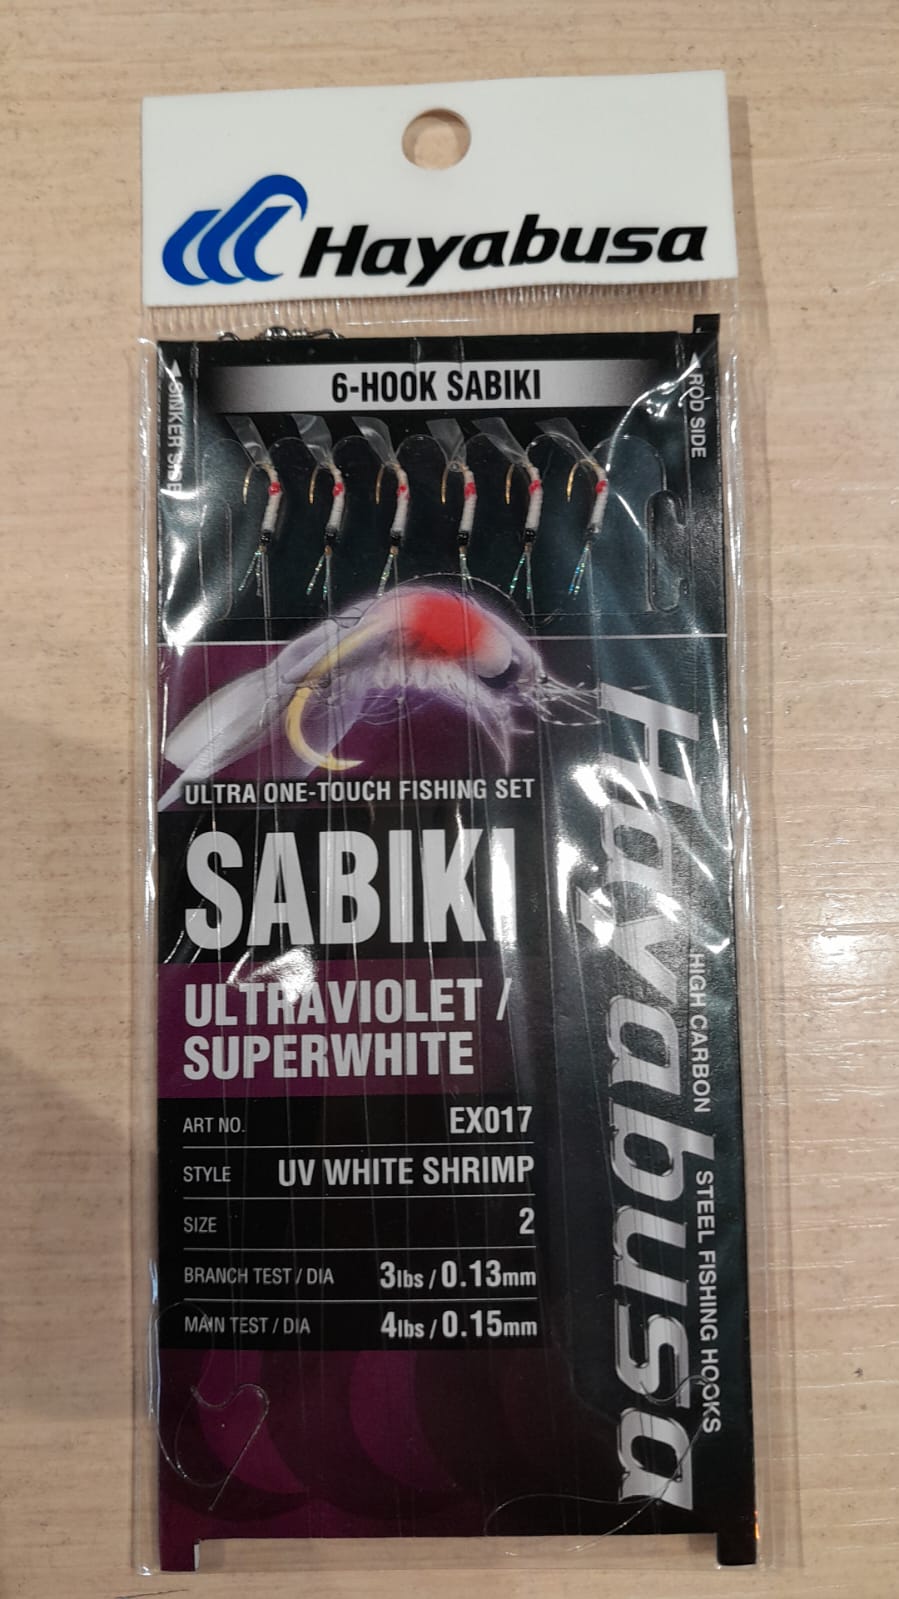 Hayabusa
6-HOOK SABIKI
SINKER SIDE
ROD SIDE
ULTRA ONE-TOUCH FISHING SET
SABIKI
ULTRAVIOLET /
SUPERWHITE
ART NO. EX017
STYLE UV WHITE SHRIMP
SIZE 2
BRANCH TEST / DIA 3lbs / 0.13mm
MAIN TEST / DIA 4lbs / 0.15mm
Hayabusa
HIGH CARBON STEEL FISHING HOOKS